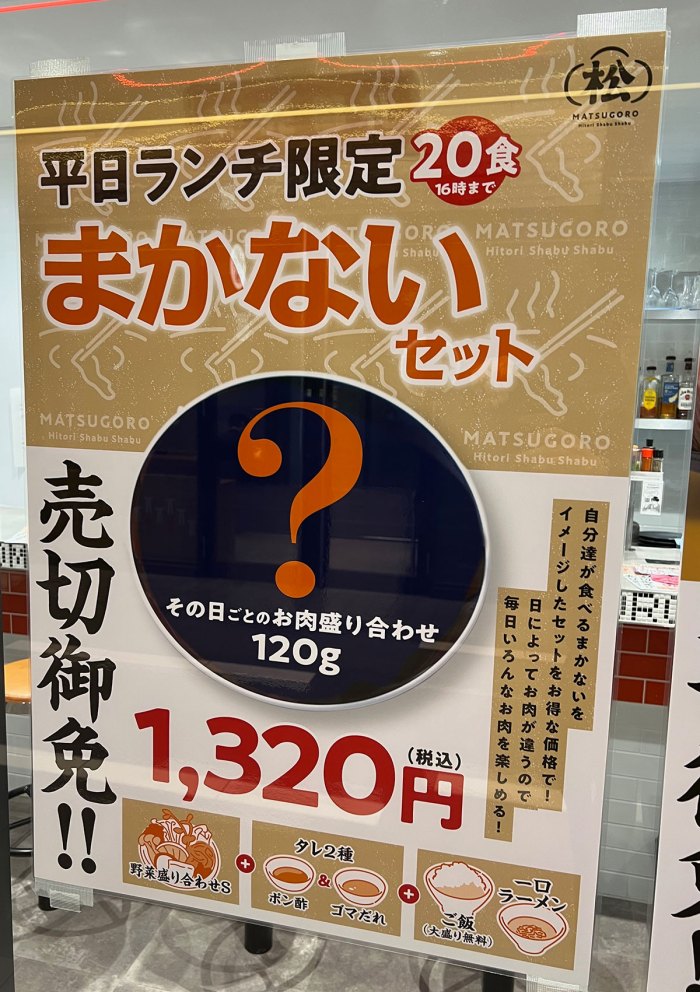 松
MATSUGORO
Hitori Shabu Shabu
平日ランチ限定
20食
16時まで
まかない
セット
MATSUGORO
Hitori Shabu Shabu
MATSUGORO
Hitori Shabu Shabu
MATSUGORO
Hitori Shabu Shabu
?
その日ごとのお肉盛り合わせ
120g
売切御免!!
自分達が食べるまかないを
イメージしたセットをお得な価格で！
日によってお肉が違うので
毎日いろんなお肉を楽しめる！
1,320円
(税込)
野菜盛り合わせS
+
タレ2種
ポン酢
&
ゴマだれ
+
ご飯
(大盛り無料)
一口
ラーメン